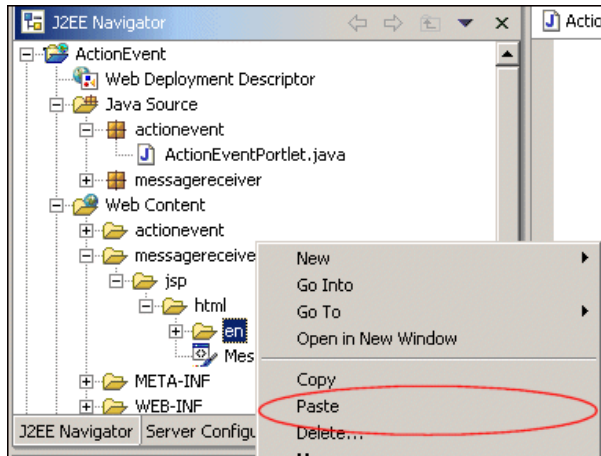 J2EE Navigator
Actio
ActionEvent
Web Deployment Descriptor
Java Source
actionevent
ActionEventPortlet.java
messagereceiver
Web Content
actionevent
messagereceive
jsp
html
en
Mes
META-INF
WEB-INF
J2EE Navigator
Server Configu
New
Go Into
Go To
Open in New Window
Copy
Paste
Delete...